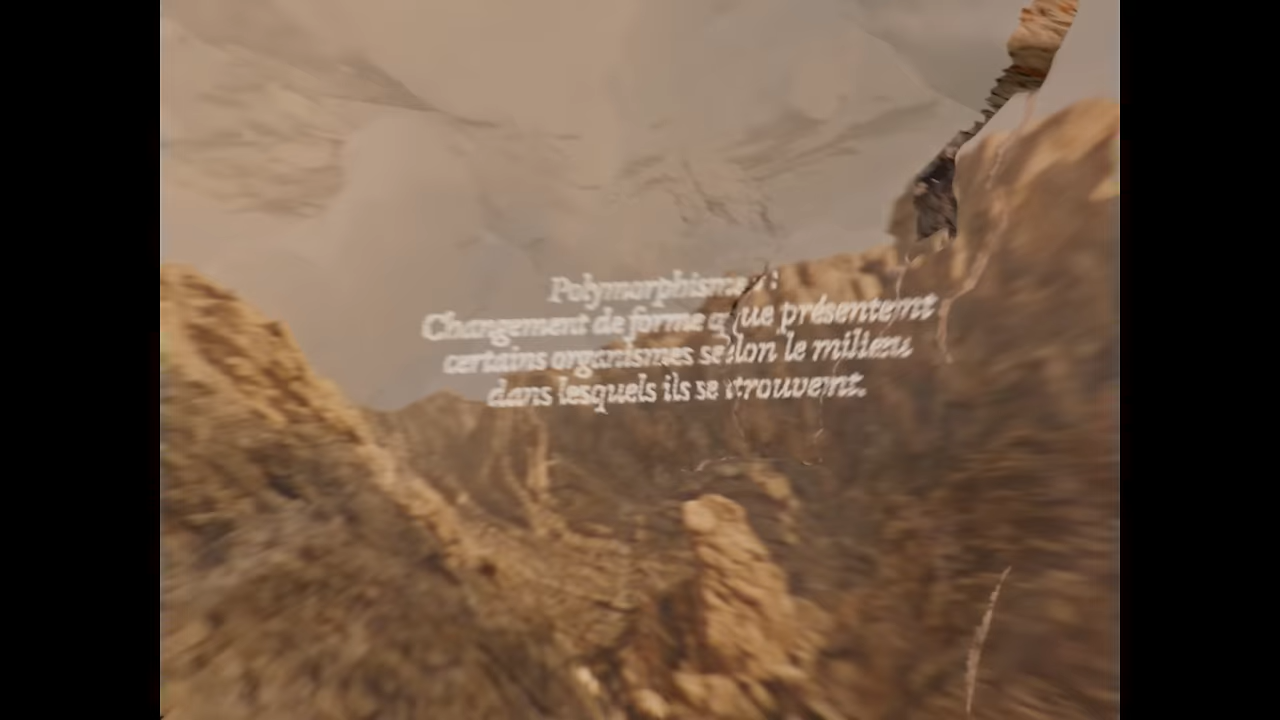 Polymorphisme :
Changement de forme que présentent
certains organismes selon le milieu
dans lesquels ils se trouvent.